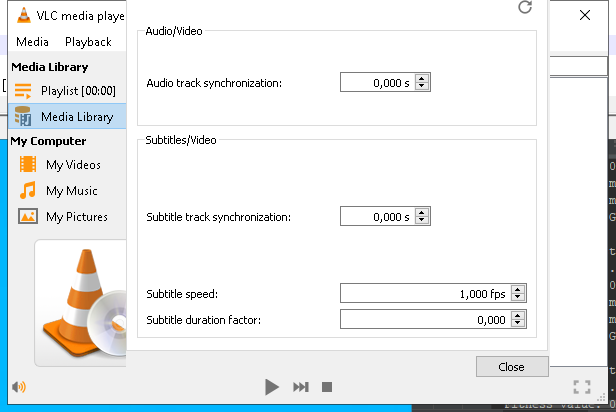 VLC media playe
Media Playback
Audio/Video
Media Library
Audio track synchronization: 0,000 s
Playlist [00:00]
Media Library
My Computer
Subtitles/Video
My Videos
My Music
My Pictures
Subtitle track synchronization: 0,000 s
Subtitle speed: 1,000 fps
Subtitle duration factor: 0,000
Close